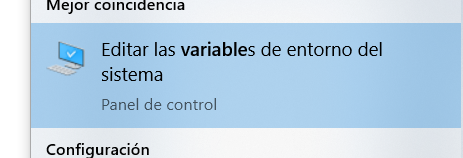 Mejor coincidencia
Editar las variables de entorno del
sistema
Panel de control
Configuración